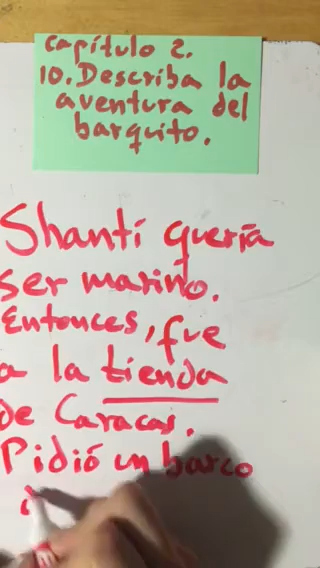 capítulo 2.
10. Describa la
aventura del
barquito.
Shantí quería
ser marino.
Entonces, fue
a la tienda
de Caracas.
Pidió un barco